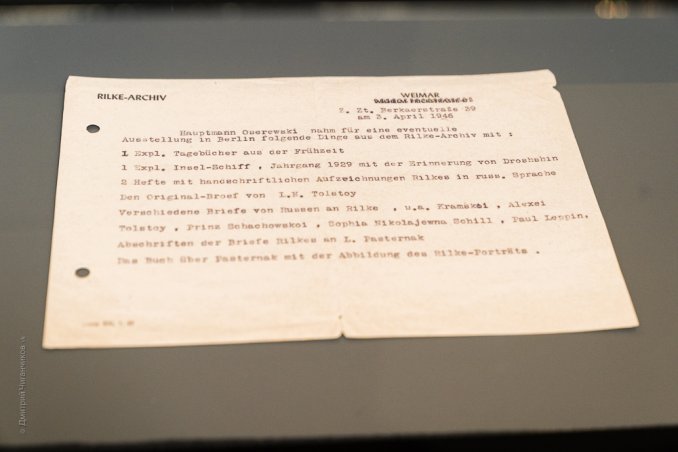 RILKE-ARCHIV
WEIMAR
Z. Zt. Berkaerstraße 39
am 3. April 1946
Hauptmann Oserewski nahm für eine eventuelle
Ausstellung in Berlin folgende Dinge aus dem Rilke-Archiv mit :
1 Expl. Tagebücher aus der Frühzeit
1 Expl. Insel-Schiff , Jahrgang 1929 mit der Erinnerung von Droshshin
2 Hefte mit handschriftlichen Aufzeichnungen Rilkes in russ. Sprache
Den Original-Broef von L.N. Tolstoy
Verschiedene Briefe von Russen an Rilke , u.a. Kramskoi , Alexei
Tolstoy , Prinz Schachowskoi , Sophia Nikolajewna Schill , Paul Leppin,
Abschriften der Briefe Rilkes an L. Pasternak
Das Buch über Pasternak mit der Abbildung des Rilke-Porträts .
© Дмитрий Чиганчиков